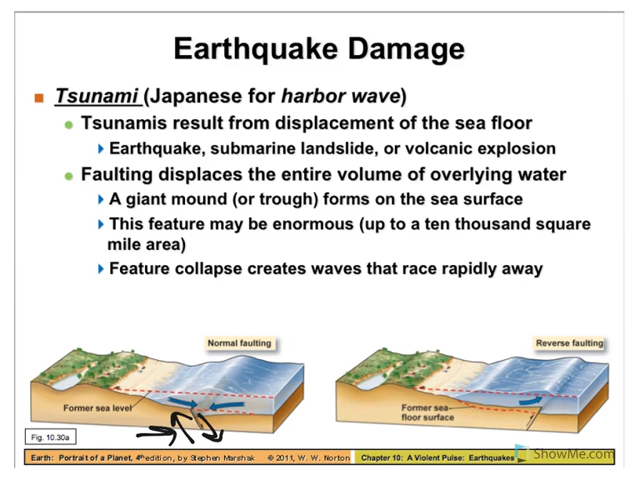 Earthquake Damage
Tsunami (Japanese for harbor wave)
Tsunamis result from displacement of the sea floor
Earthquake, submarine landslide, or volcanic explosion
Faulting displaces the entire volume of overlying water
A giant mound (or trough) forms on the sea surface
This feature may be enormous (up to a ten thousand square
mile area)
Feature collapse creates waves that race rapidly away
Normal faulting
Former sea level
Reverse faulting
Former sea-
floor surface
Fig. 10.30a
Earth: Portrait of a Planet, 4th edition, by Stephen Marshak © 2011, W. W. Norton
Chapter 10: A Violent Pulse: Earthquakes
ShowMe.com